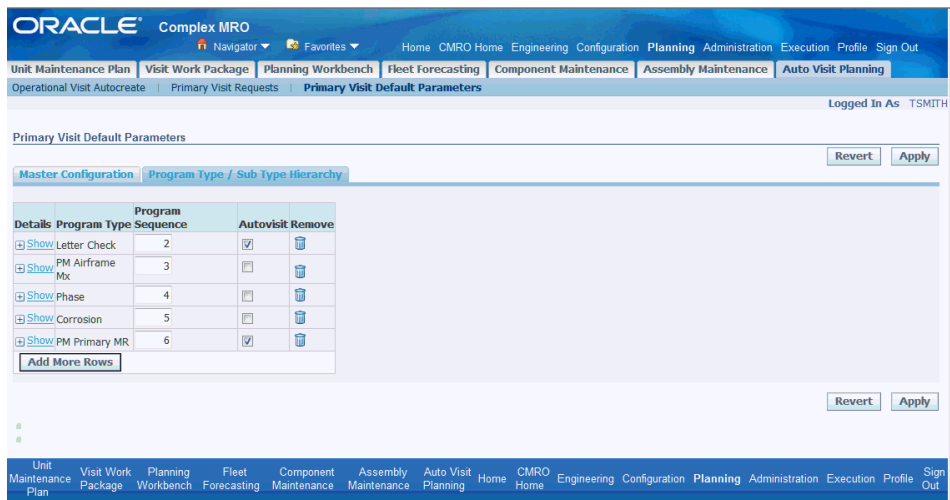 ORACLE® Complex MRO
Navigator Favorites Home CMRO Home Engineering Configuration Planning Administration Execution Profile Sign Out
Unit Maintenance Plan Visit Work Package Planning Workbench Fleet Forecasting Component Maintenance Assembly Maintenance Auto Visit Planning
Operational Visit Autocreate | Primary Visit Requests | Primary Visit Default Parameters
Logged In As TSMITH
Primary Visit Default Parameters
Revert Apply
Master Configuration Program Type / Sub Type Hierarchy
Details Program Type Program Sequence Autovisit Remove
Show Letter Check 2
Show PM Airframe Mx 3
Show Phase 4
Show Corrosion 5
Show PM Primary MR 6
Add More Rows
Revert Apply
Unit Maintenance Plan Visit Work Package Planning Workbench Fleet Forecasting Component Maintenance Assembly Maintenance Auto Visit Planning Home CMRO Home Engineering Configuration Planning Administration Execution Profile Sign Out